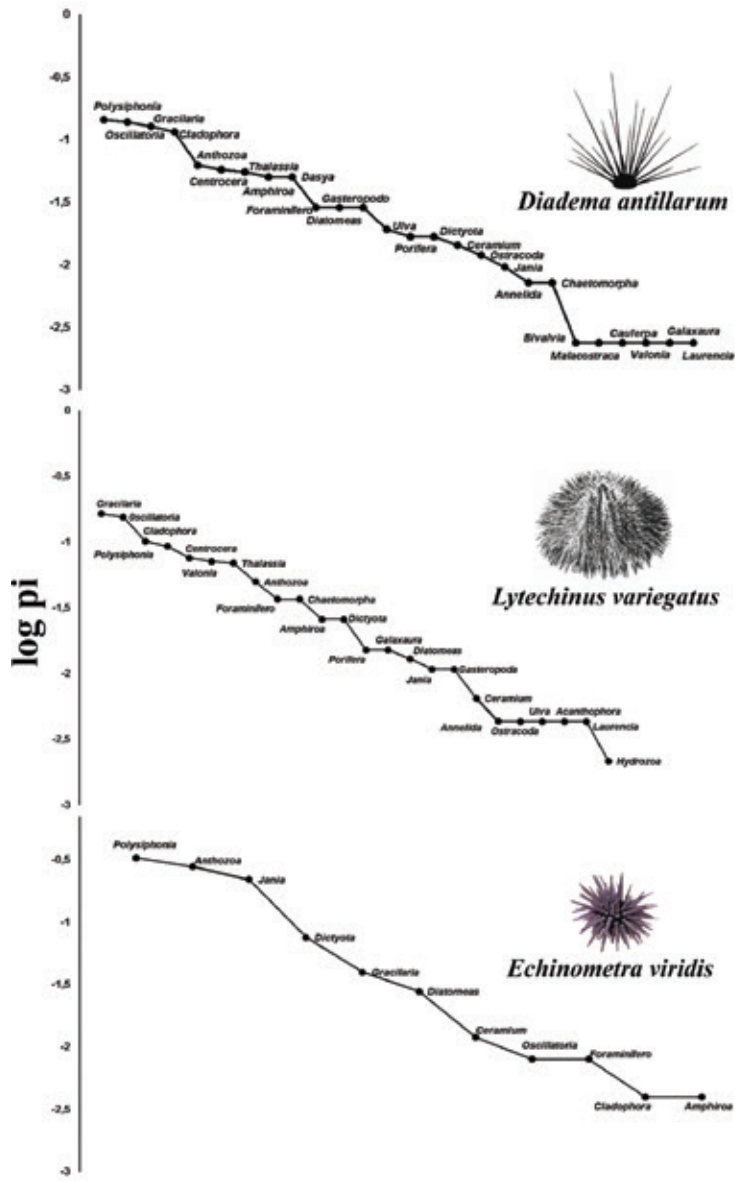 0
-0,5
Polysiphonia
Gracilaria
Oscillatoria
Cladophora
-1
Anthozoa
Thalassia
Centrocera
Dasya
Amphiroa
Gasteropodo
-1,5
Foraminifero
Diatomeas
Ulva
Dictyota
Porifera
Ceramium
Ostracoda
-2
Jania
Annelida
Chaetomorpha
-2,5
Bivalvia
Caulerpa
Galaxaura
Malacostraca
Valonia
Laurencia
-3
Diadema antillarum
0
-0,5
Gracilaria
Oscillatoria
Cladophora
-1
Polysiphonia
Centrocera
Valonia
Thalassia
Anthozoa
Foraminifero
Chaetomorpha
-1,5
Amphiroa
Dictyota
Porifera
Galaxaura
Diatomeas
Jania
Gasteropoda
-2
Ceramium
Annelida
Ostracoda
Ulva
Acanthophora
Laurencia
-2,5
Hydrozoa
-3
Lytechinus variegatus
log pi
-0,5
Polysiphonia
Anthozoa
Jania
-1
Dictyota
Gracilaria
-1,5
Diatomeas
Ceramium
-2
Oscillatoria
Foraminifero
Cladophora
Amphiroa
-2,5
-3
Echinometra viridis